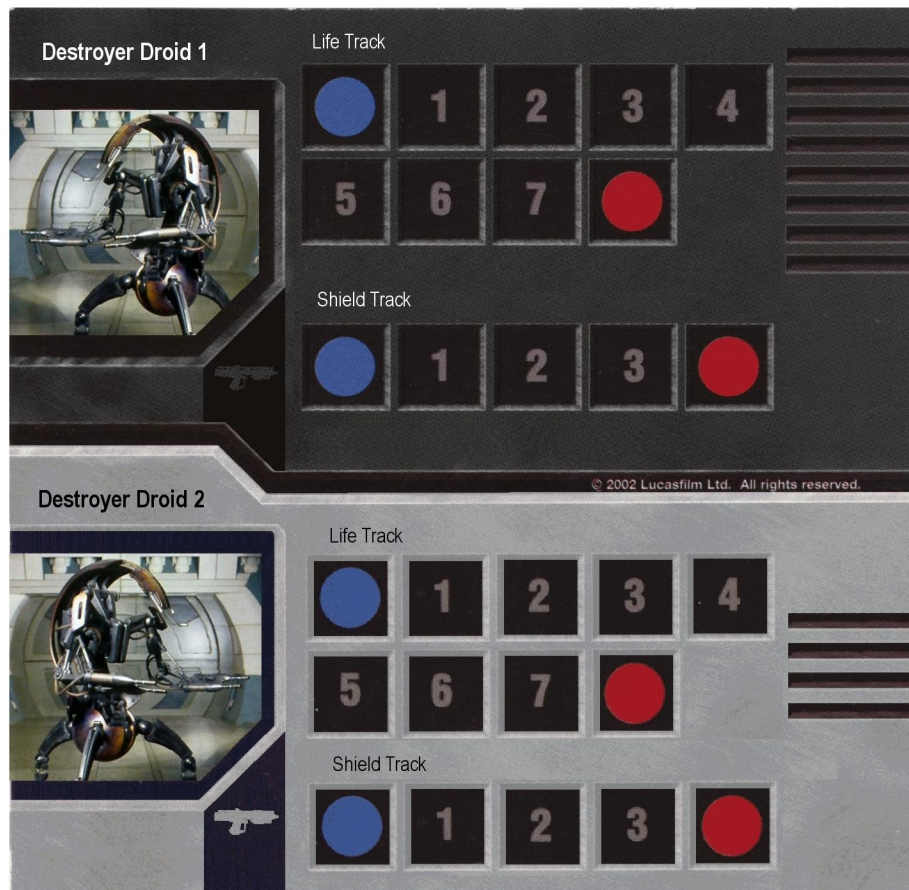 Destroyer Droid 1
Life Track
1 2 3 4
5 6 7
Shield Track
1 2 3
© 2002 Lucasfilm Ltd. All rights reserved.
Destroyer Droid 2
Life Track
1 2 3 4
5 6 7
Shield Track
1 2 3